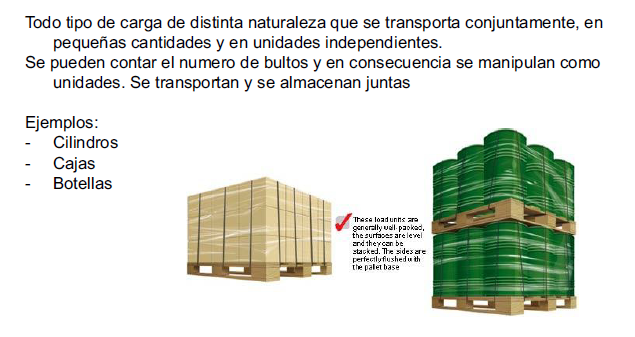 Todo tipo de carga de distinta naturaleza que se transporta conjuntamente, en
pequeñas cantidades y en unidades independientes.
Se pueden contar el numero de bultos y en consecuencia se manipulan como
unidades. Se transportan y se almacenan juntas
Ejemplos:
- Cilindros
- Cajas
- Botellas
These load units are
generally well-packed,
the surfaces are level
and they can be
stacked. The sides are
perfectly flushed with
the pallet base